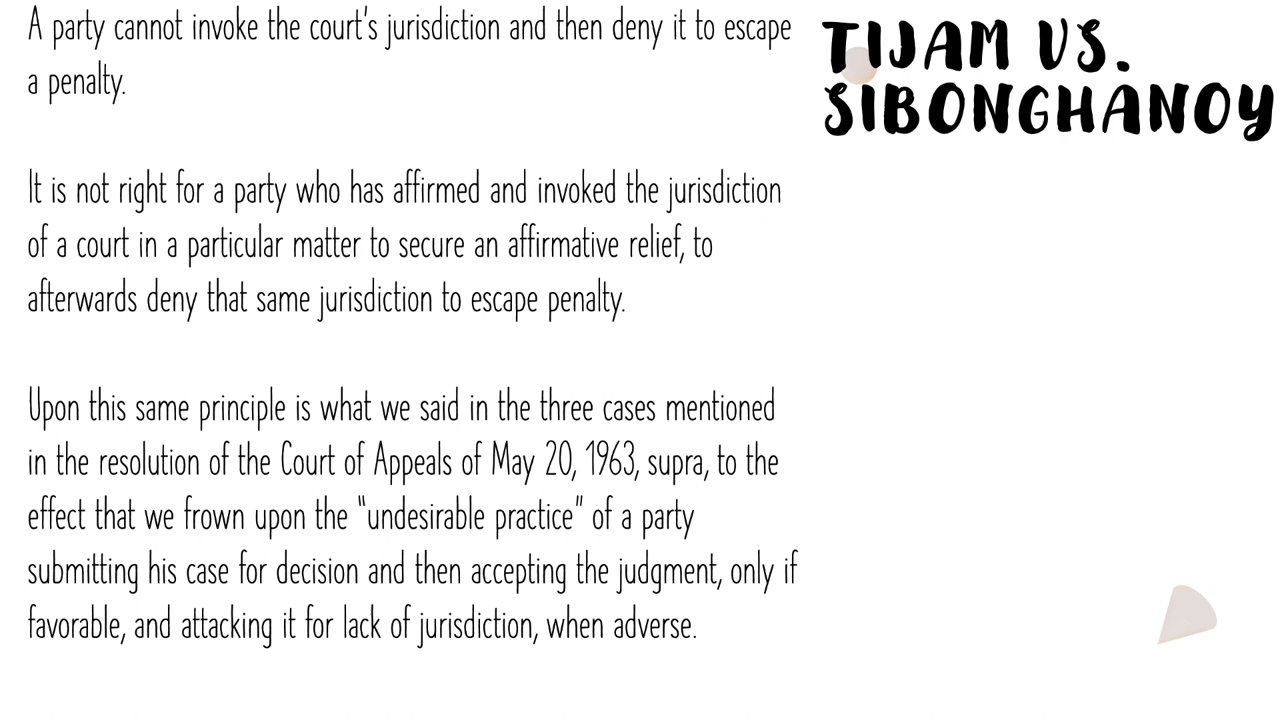 A party cannot invoke the court's jurisdiction and then deny it to escape
a penalty.
It is not right for a party who has affirmed and invoked the jurisdiction
of a court in a particular matter to secure an affirmative relief, to
afterwards deny that same jurisdiction to escape penalty.
Upon this same principle is what we said in the three cases mentioned
in the resolution of the Court of Appeals of May 20, 1963, supra, to the
effect that we frown upon the "undesirable practice" of a party
submitting his case for decision and then accepting the judgment, only if
favorable, and attacking it for lack of jurisdiction, when adverse.
TIJAM VS.
SIBONGHANOY